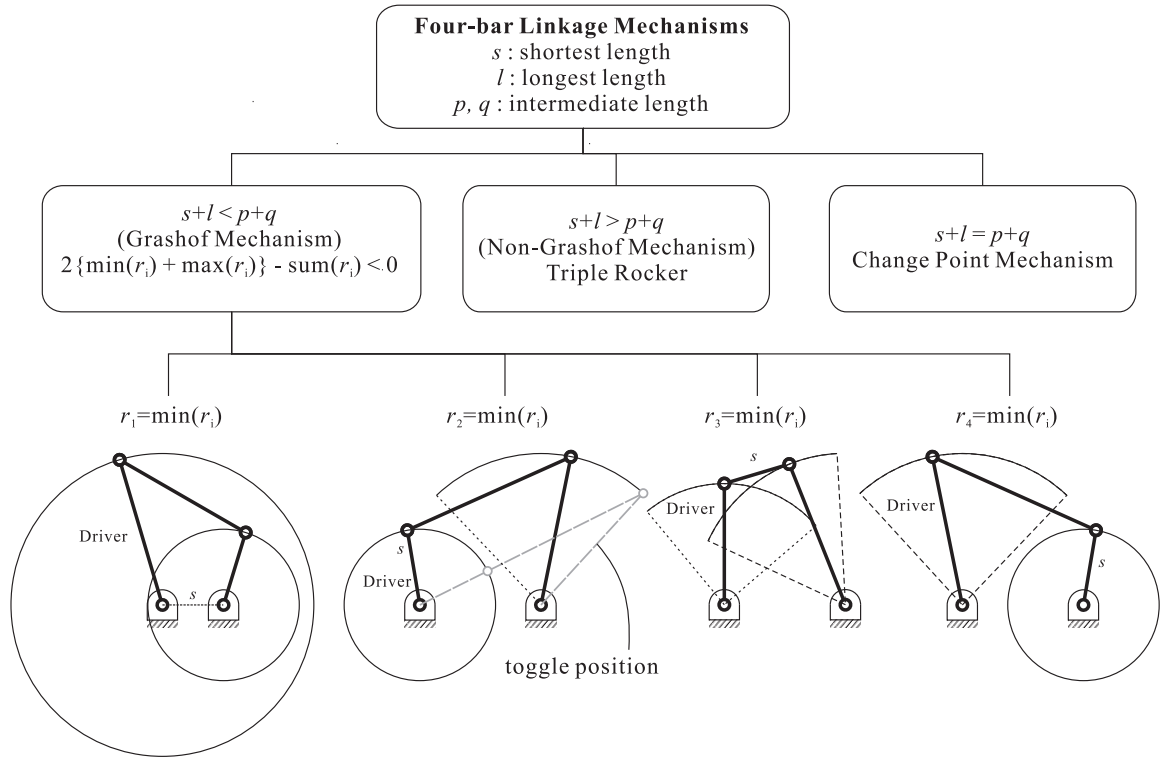 Four-bar Linkage Mechanisms
s : shortest length
l : longest length
p, q : intermediate length
s+l < p+q
(Grashof Mechanism)
2{min(rᵢ) + max(rᵢ)} - sum(rᵢ) < 0
s+l > p+q
(Non-Grashof Mechanism)
Triple Rocker
s+l = p+q
Change Point Mechanism
r₁=min(rᵢ)
r₂=min(rᵢ)
r₃=min(rᵢ)
r₄=min(rᵢ)
Driver
s
s
Driver
toggle position
s
Driver
Driver
s